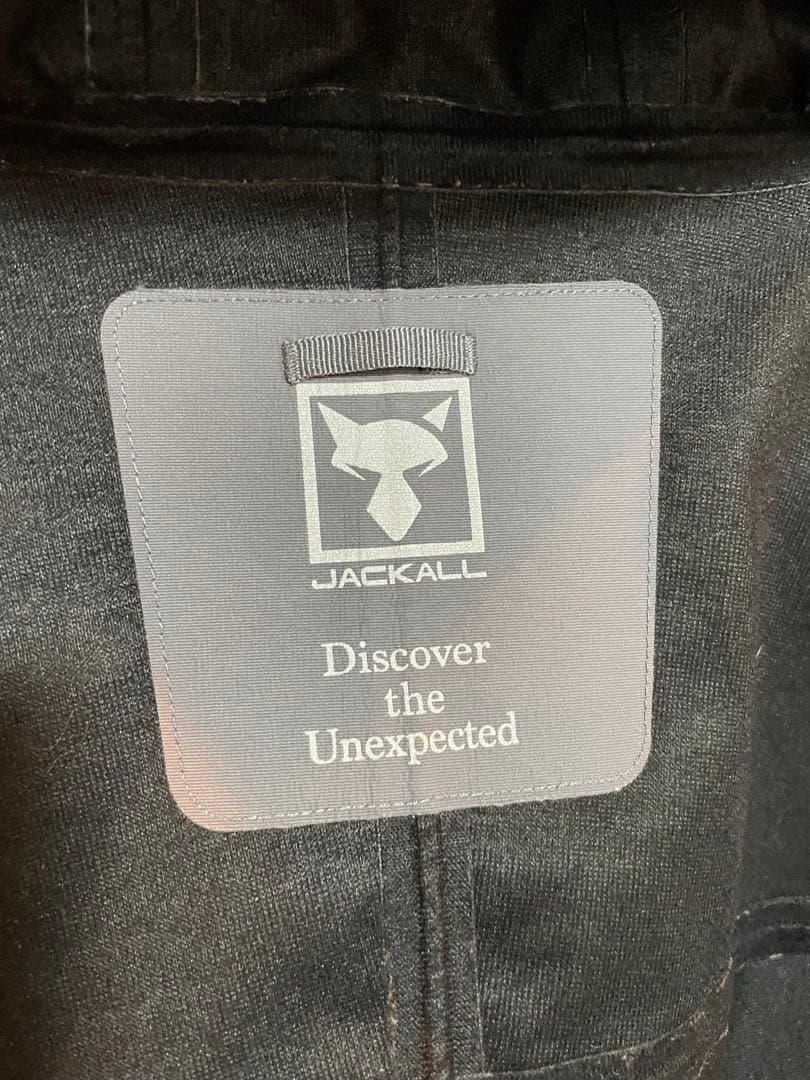 JACKALL
Discover
the
Unexpected